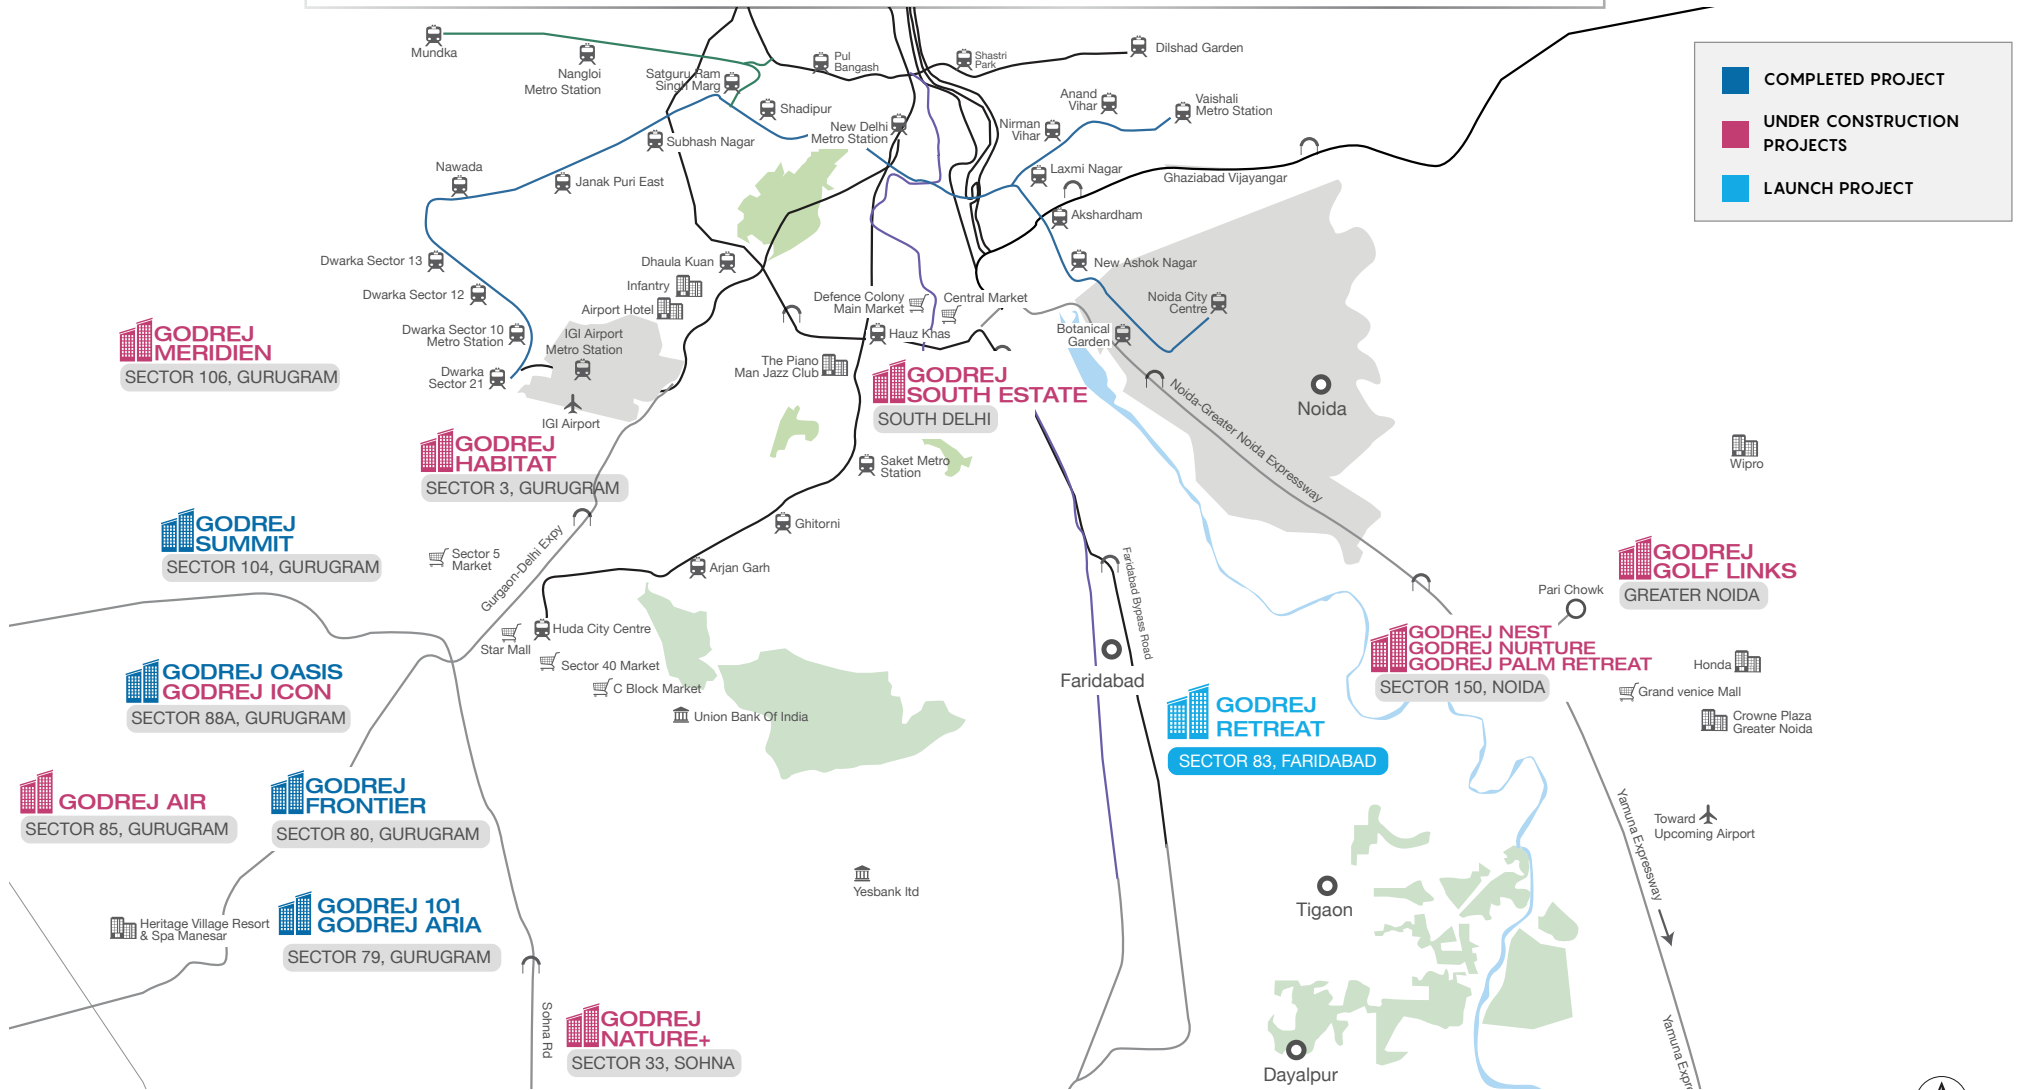 Mundka
Nangloi
Metro Station
Satguru Ram
Singh Marg
Pul
Bangash
Shastri
Park
Dilshad Garden
COMPLETED PROJECT
UNDER CONSTRUCTION
PROJECTS
LAUNCH PROJECT
Shadipur
Anand
Vihar
Vaishali
Metro Station
New Delhi
Metro Station
Nirman
Vihar
Subhash Nagar
Nawada
Janak Puri East
Laxmi Nagar
Ghaziabad Vijayangar
Akshardham
Dwarka Sector 13
Dhaula Kuan
New Ashok Nagar
Infantry
Dwarka Sector 12
Airport Hotel
Defence Colony
Main Market
Central Market
Noida City
Centre
Dwarka Sector 10
Metro Station
IGI Airport
Metro Station
Hauz Khas
Botanical
Garden
GODREJ
MERIDIEN
SECTOR 106, GURUGRAM
Dwarka
Sector 21
The Piano
Man Jazz Club
GODREJ
SOUTH ESTATE
SOUTH DELHI
Noida-Greater Noida Expressway
Noida
IGI Airport
GODREJ
HABITAT
SECTOR 3, GURUGRAM
Saket Metro
Station
Wipro
GODREJ
SUMMIT
SECTOR 104, GURUGRAM
Ghitorni
Gurgaon-Delhi Expy
Sector 5
Market
Arjan Garh
Faridabad Bypass Road
GODREJ
GOLF LINKS
GREATER NOIDA
Pari Chowk
Huda City Centre
Star Mall
Sector 40 Market
C Block Market
Union Bank Of India
Faridabad
GODREJ NEST
GODREJ NURTURE
GODREJ PALM RETREAT
SECTOR 150, NOIDA
Honda
Grand venice Mall
Crowne Plaza
Greater Noida
GODREJ OASIS
GODREJ ICON
SECTOR 88A, GURUGRAM
GODREJ
RETREAT
SECTOR 83, FARIDABAD
GODREJ AIR
SECTOR 85, GURUGRAM
GODREJ
FRONTIER
SECTOR 80, GURUGRAM
Yamuna Expressway
Toward
Upcoming Airport
Yesbank ltd
Tigaon
Heritage Village Resort
& Spa Manesar
GODREJ 101
GODREJ ARIA
SECTOR 79, GURUGRAM
Sohna Rd
GODREJ
NATURE+
SECTOR 33, SOHNA
Dayalpur
Yamuna Expre